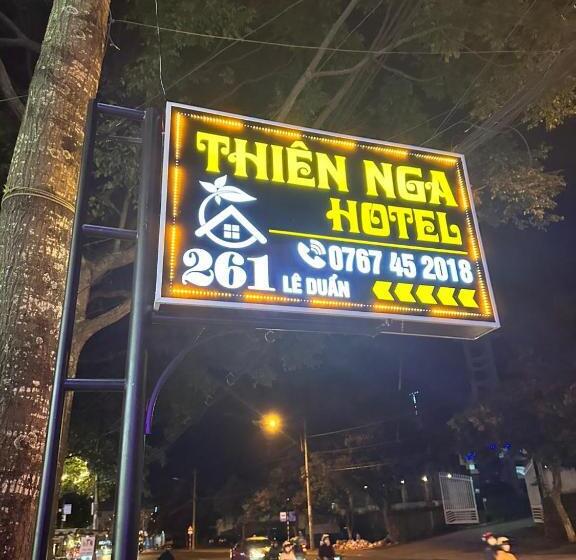 THIÊN NGA
HOTEL
0767 45 2018
261 LÊ DUẨN